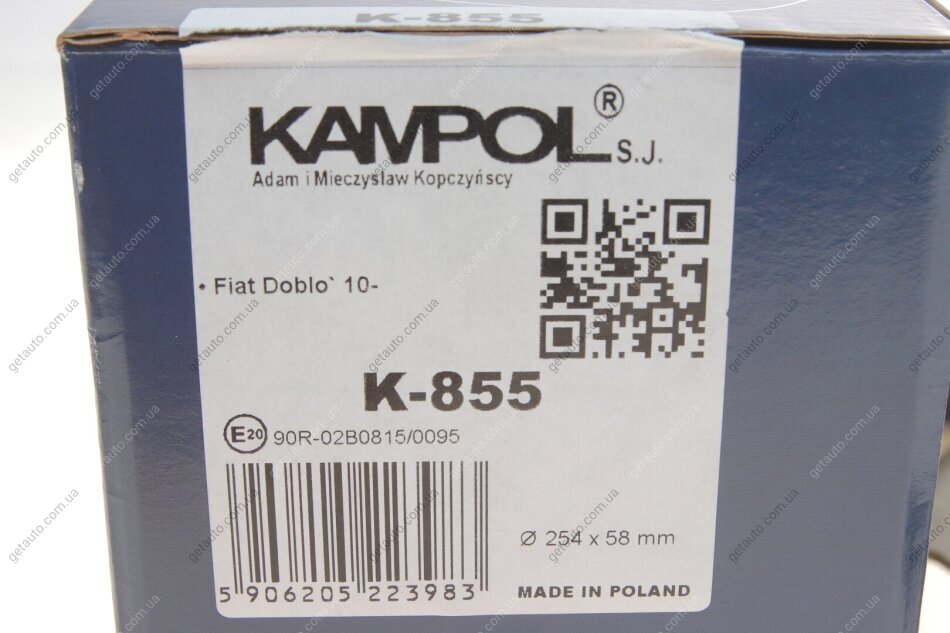 K-855
KAMPOL® S.J.
Adam i Mieczysław Kopczyńscy
• Fiat Doblo` 10-
K-855
E20 90R-02B0815/0095
Ø 254 x 58 mm
5 906205 223983
MADE IN POLAND
getauto.com.ua